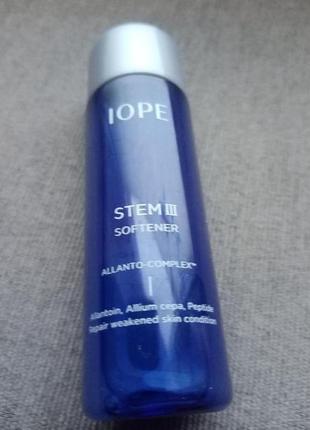 IOPE
STEM III
SOFTENER
ALLANTO-COMPLEX™
Allantoin, Allium cepa, Peptide
Repair weakened skin condition